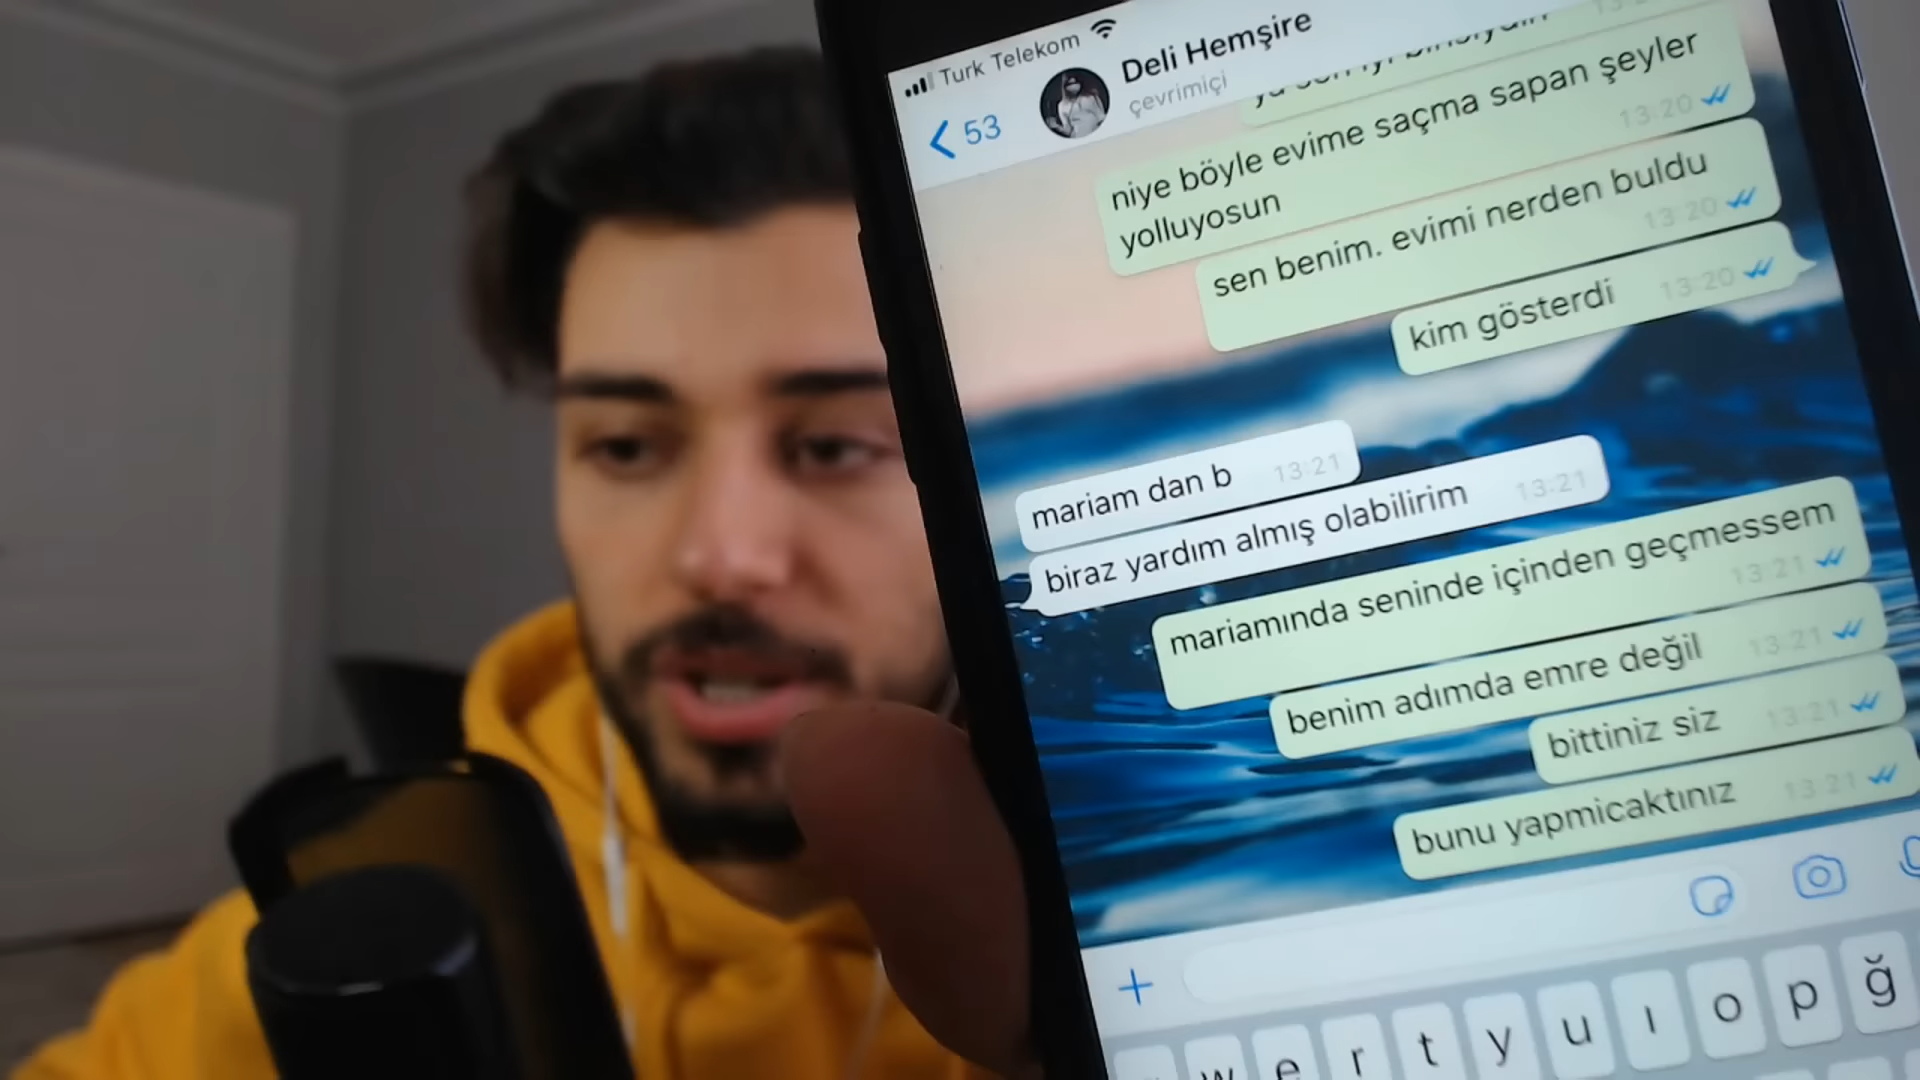 Turk Telekom
53
Deli Hemşire
çevrimiçi
niye böyle evime saçma sapan şeyler
yolluyosun
13:20
sen benim. evimi nerden buldu
13:20
kim gösterdi
13:20
mariam dan b
13:21
biraz yardım almış olabilirim
13:21
mariamında seninde içinden geçmessem
13:21
benim adımda emre değil
13:21
bittiniz siz
13:21
bunu yapmicaktınız
13:21
w e r t y u ı o p ğ